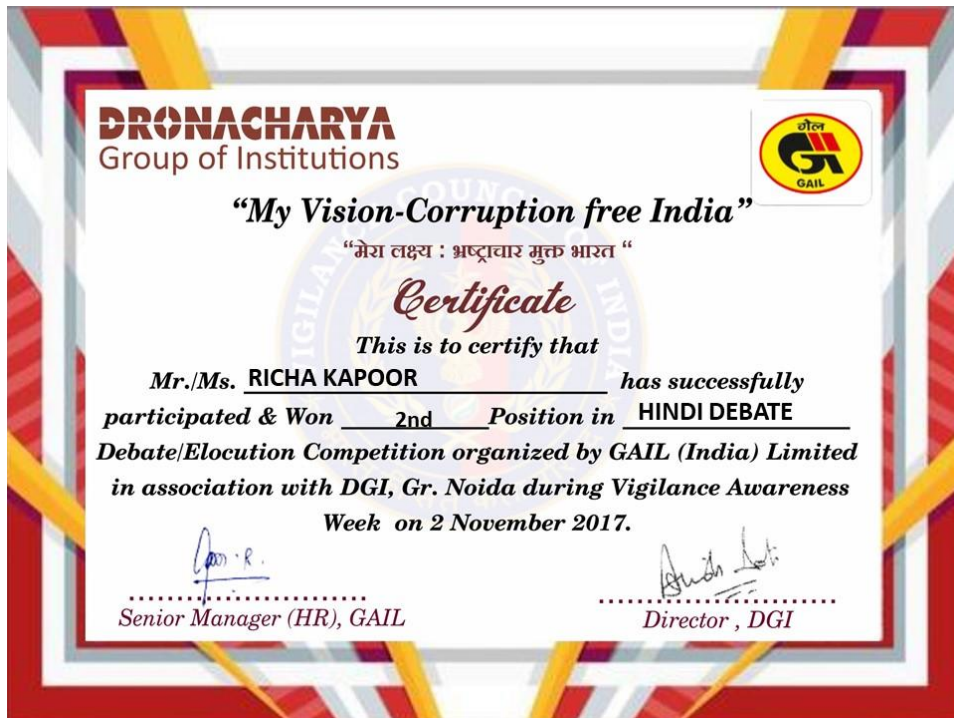 DRONACHARYA
Group of Institutions
गेल
GAIL
“My Vision-Corruption free India”
“मेरा लक्ष्य : भ्रष्ट्राचार मुक्त भारत “
Certificate
This is to certify that
Mr./Ms. RICHA KAPOOR has successfully
participated & Won 2nd Position in HINDI DEBATE
Debate/Elocution Competition organized by GAIL (India) Limited
in association with DGI, Gr. Noida during Vigilance Awareness
Week on 2 November 2017.
Senior Manager (HR), GAIL
Director , DGI